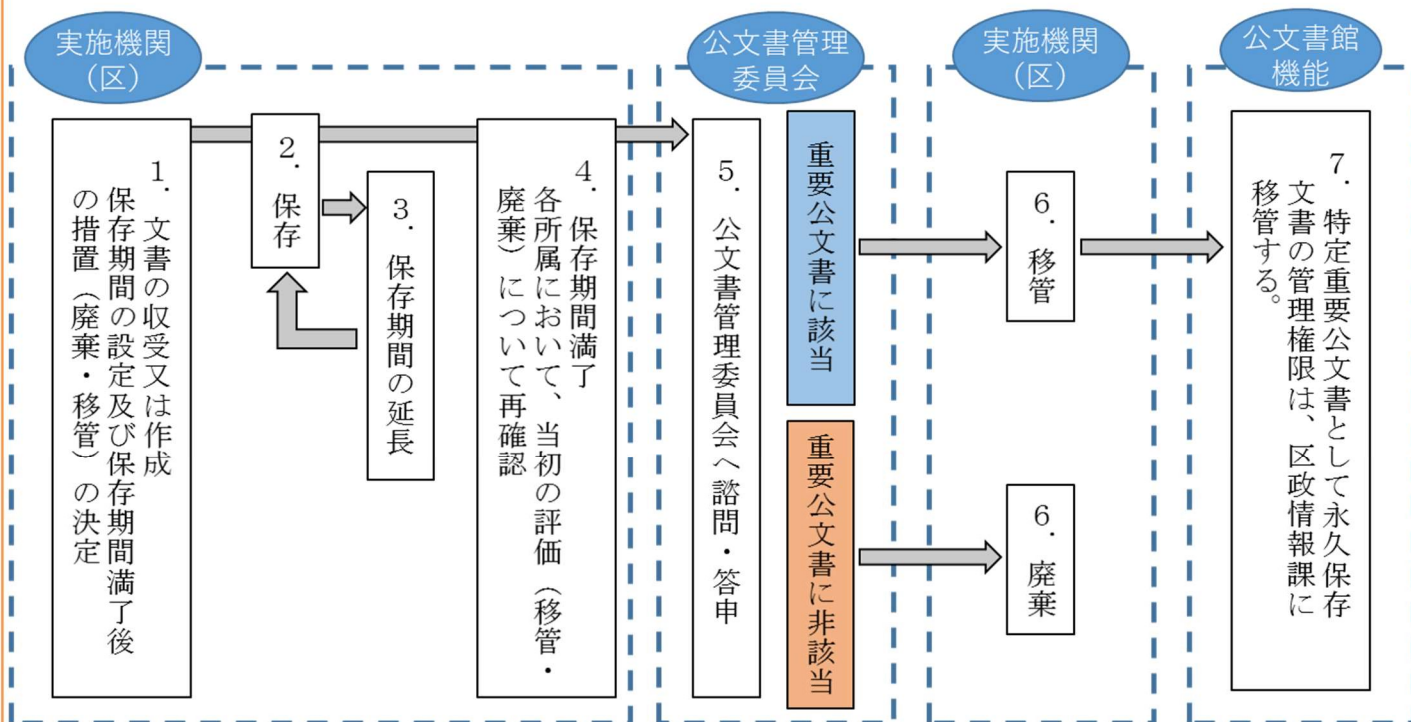 実施機関
（区）
1．文書の収受又は作成
保存期間の設定及び保存期間満了後
の措置（廃棄・移管）の決定
2．保存
3．保存期間の延長
4．保存期間満了
各所属において、当初の評価（移管・
廃棄）について再確認
公文書管理
委員会
5．公文書管理委員会へ諮問・答申
重要公文書に該当
重要公文書に非該当
実施機関
（区）
6．移管
6．廃棄
公文書館
機能
7．特定重要公文書として永久保存
文書の管理権限は、区政情報課に
移管する。